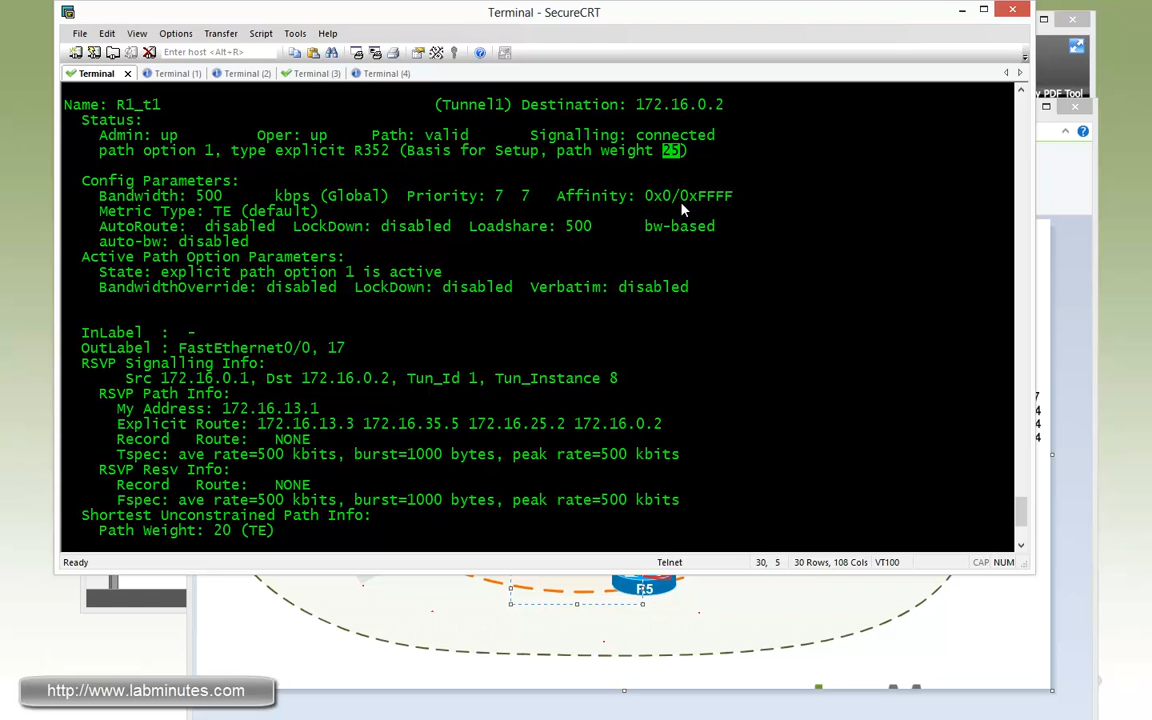 Terminal - SecureCRT
File Edit View Options Transfer Script Tools Help
Enter host <Alt+R>
y PDF Tool
Terminal Terminal (1) Terminal (2) Terminal (3) Terminal (4)
Name: R1_t1 (Tunnel1) Destination: 172.16.0.2
Status:
Admin: up Oper: up Path: valid Signalling: connected
path option 1, type explicit R352 (Basis for Setup, path weight 25)
Config Parameters:
Bandwidth: 500 kbps (Global) Priority: 7 7 Affinity: 0x0/0xFFFF
Metric Type: TE (default)
AutoRoute: disabled LockDown: disabled Loadshare: 500 bw-based
auto-bw: disabled
Active Path Option Parameters:
State: explicit path option 1 is active
BandwidthOverride: disabled LockDown: disabled Verbatim: disabled
InLabel : -
OutLabel : FastEthernet0/0, 17
RSVP Signalling Info:
Src 172.16.0.1, Dst 172.16.0.2, Tun_Id 1, Tun_Instance 8
RSVP Path Info:
My Address: 172.16.13.1
Explicit Route: 172.16.13.3 172.16.35.5 172.16.25.2 172.16.0.2
Record Route: NONE
Tspec: ave rate=500 kbits, burst=1000 bytes, peak rate=500 kbits
RSVP Resv Info:
Record Route: NONE
Fspec: ave rate=500 kbits, burst=1000 bytes, peak rate=500 kbits
Shortest Unconstrained Path Info:
Path Weight: 20 (TE)
7
4
4
4
Ready Telnet 30, 5 30 Rows, 108 Cols VT100 CAP NUM
R5
http://www.labminutes.com